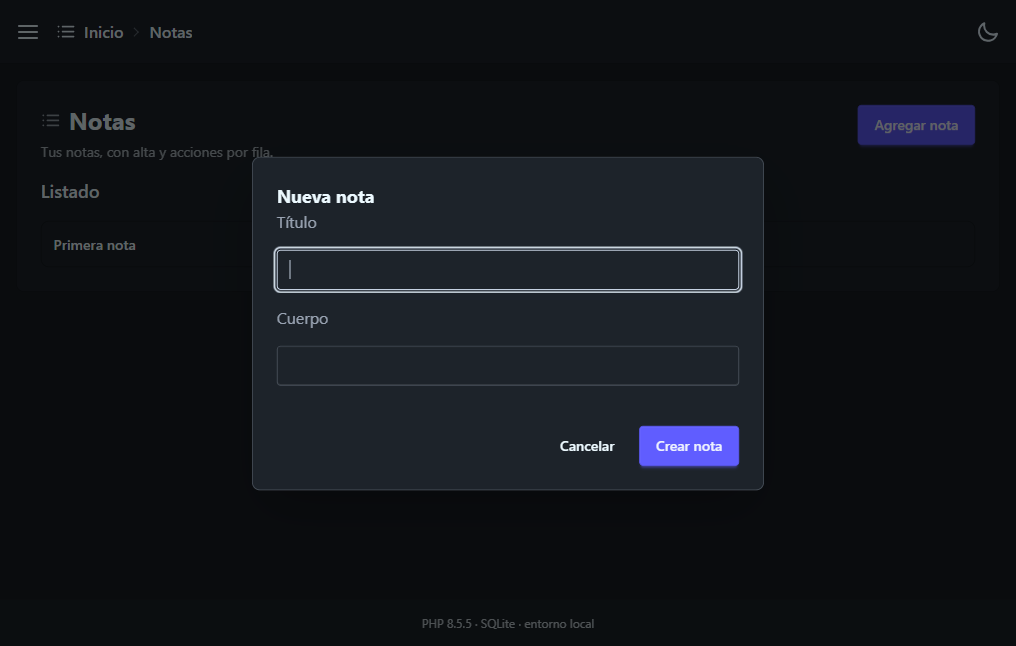 Inicio > Notas
Notas
Agregar nota
Tus notas, con alta y acciones por fila.
Listado
Primera nota
Nueva nota
Título
Cuerpo
Cancelar
Crear nota
PHP 8.5.5 · SQLite · entorno local